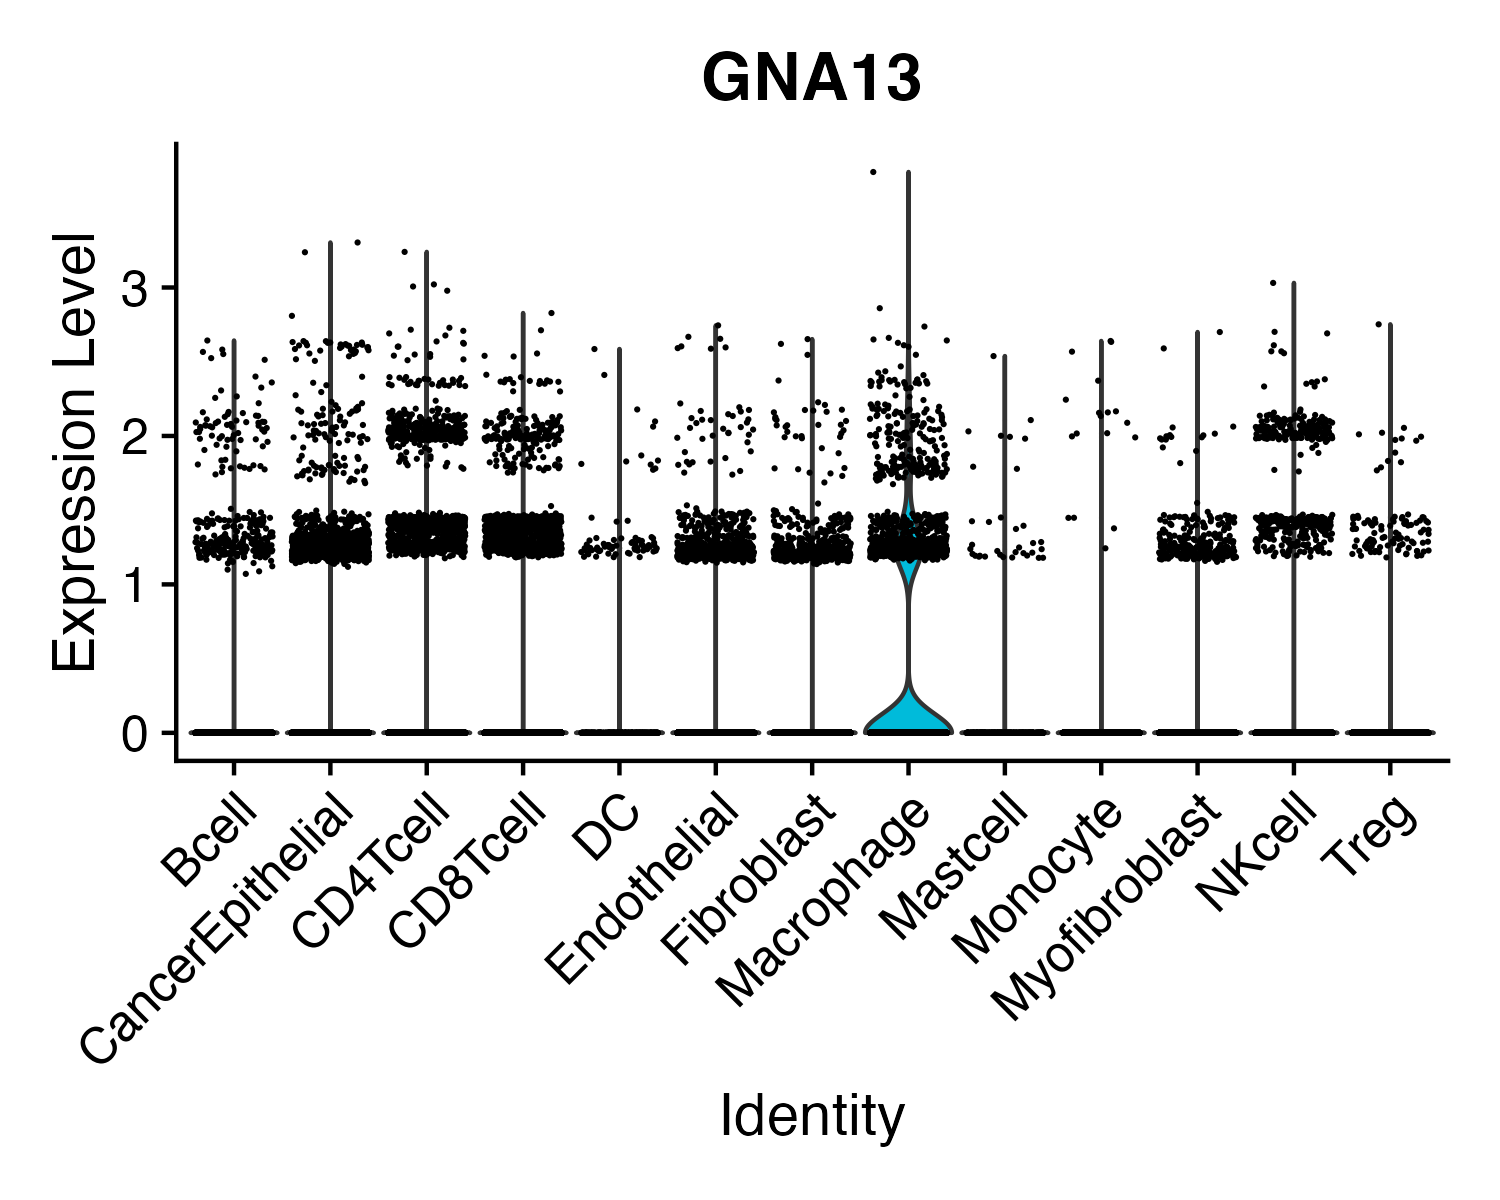 GNA13
Expression Level
3
2
1
0
Bcell
CancerEpithelial
CD4Tcell
CD8Tcell
DC
Endothelial
Fibroblast
Macrophage
Mastcell
Monocyte
Myofibroblast
NKcell
Treg
Identity